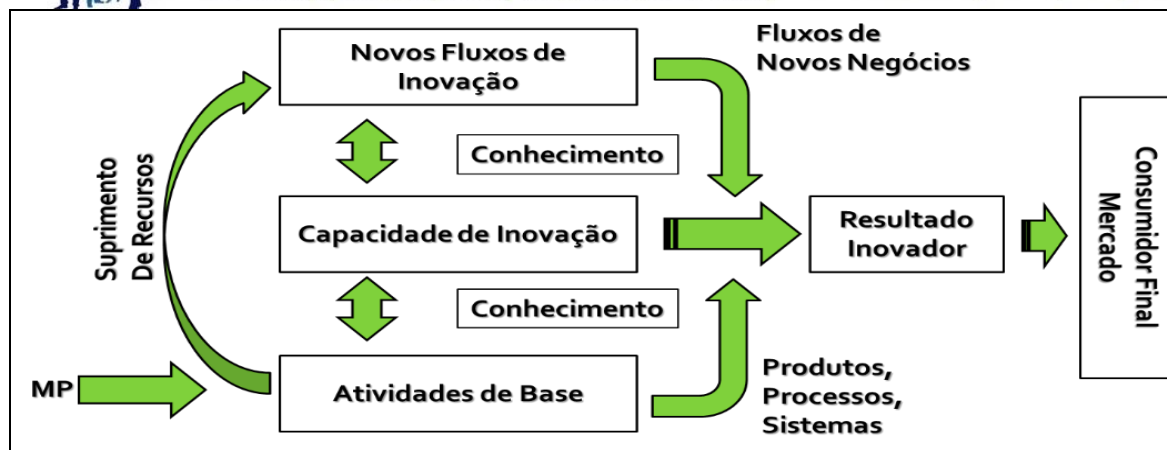 Novos Fluxos de
Inovação
Fluxos de
Novos Negócios
Conhecimento
Suprimento
De Recursos
Capacidade de Inovação
Resultado
Inovador
Consumidor Final
Mercado
Conhecimento
MP
Atividades de Base
Produtos,
Processos,
Sistemas